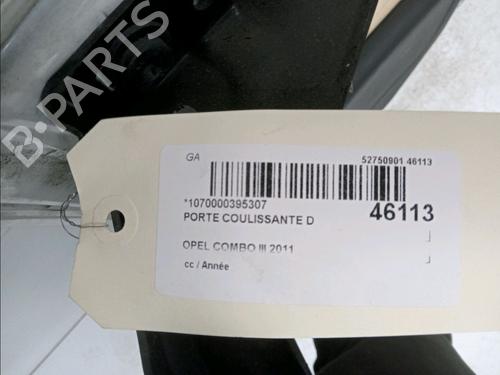 B-PARTS
GA 52750901 46113
*1070000395307 46113
PORTE COULISSANTE D
OPEL COMBO III 2011
cc / Année